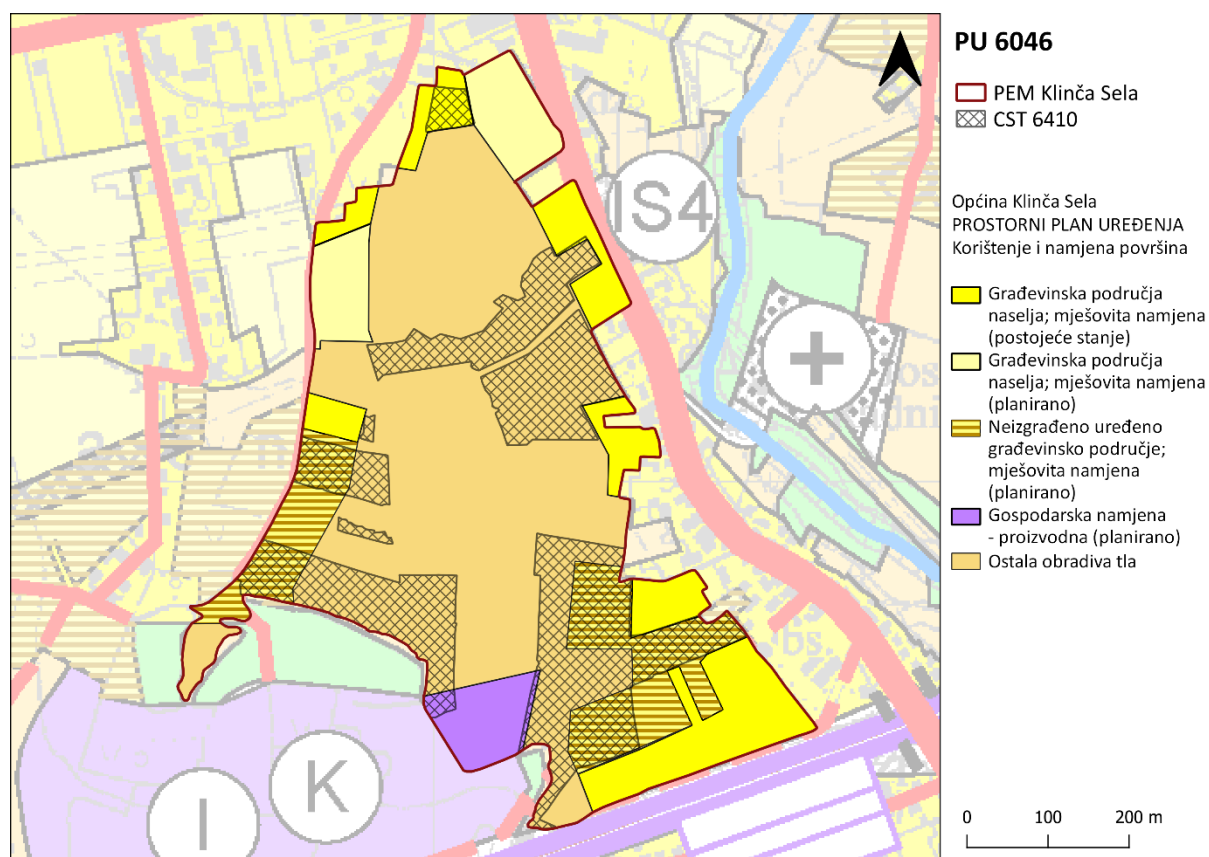 PU 6046
PEM Klinča Sela
CST 6410
Općina Klinča Sela
PROSTORNI PLAN UREĐENJA
Korištenje i namjena površina
Građevinska područja
naselja; mješovita namjena
(postojeće stanje)
Građevinska područja
naselja; mješovita namjena
(planirano)
Neizgrađeno uređeno
građevinsko područje;
mješovita namjena
(planirano)
Gospodarska namjena
- proizvodna (planirano)
Ostala obradiva tla
0 100 200 m
IS4
K
I